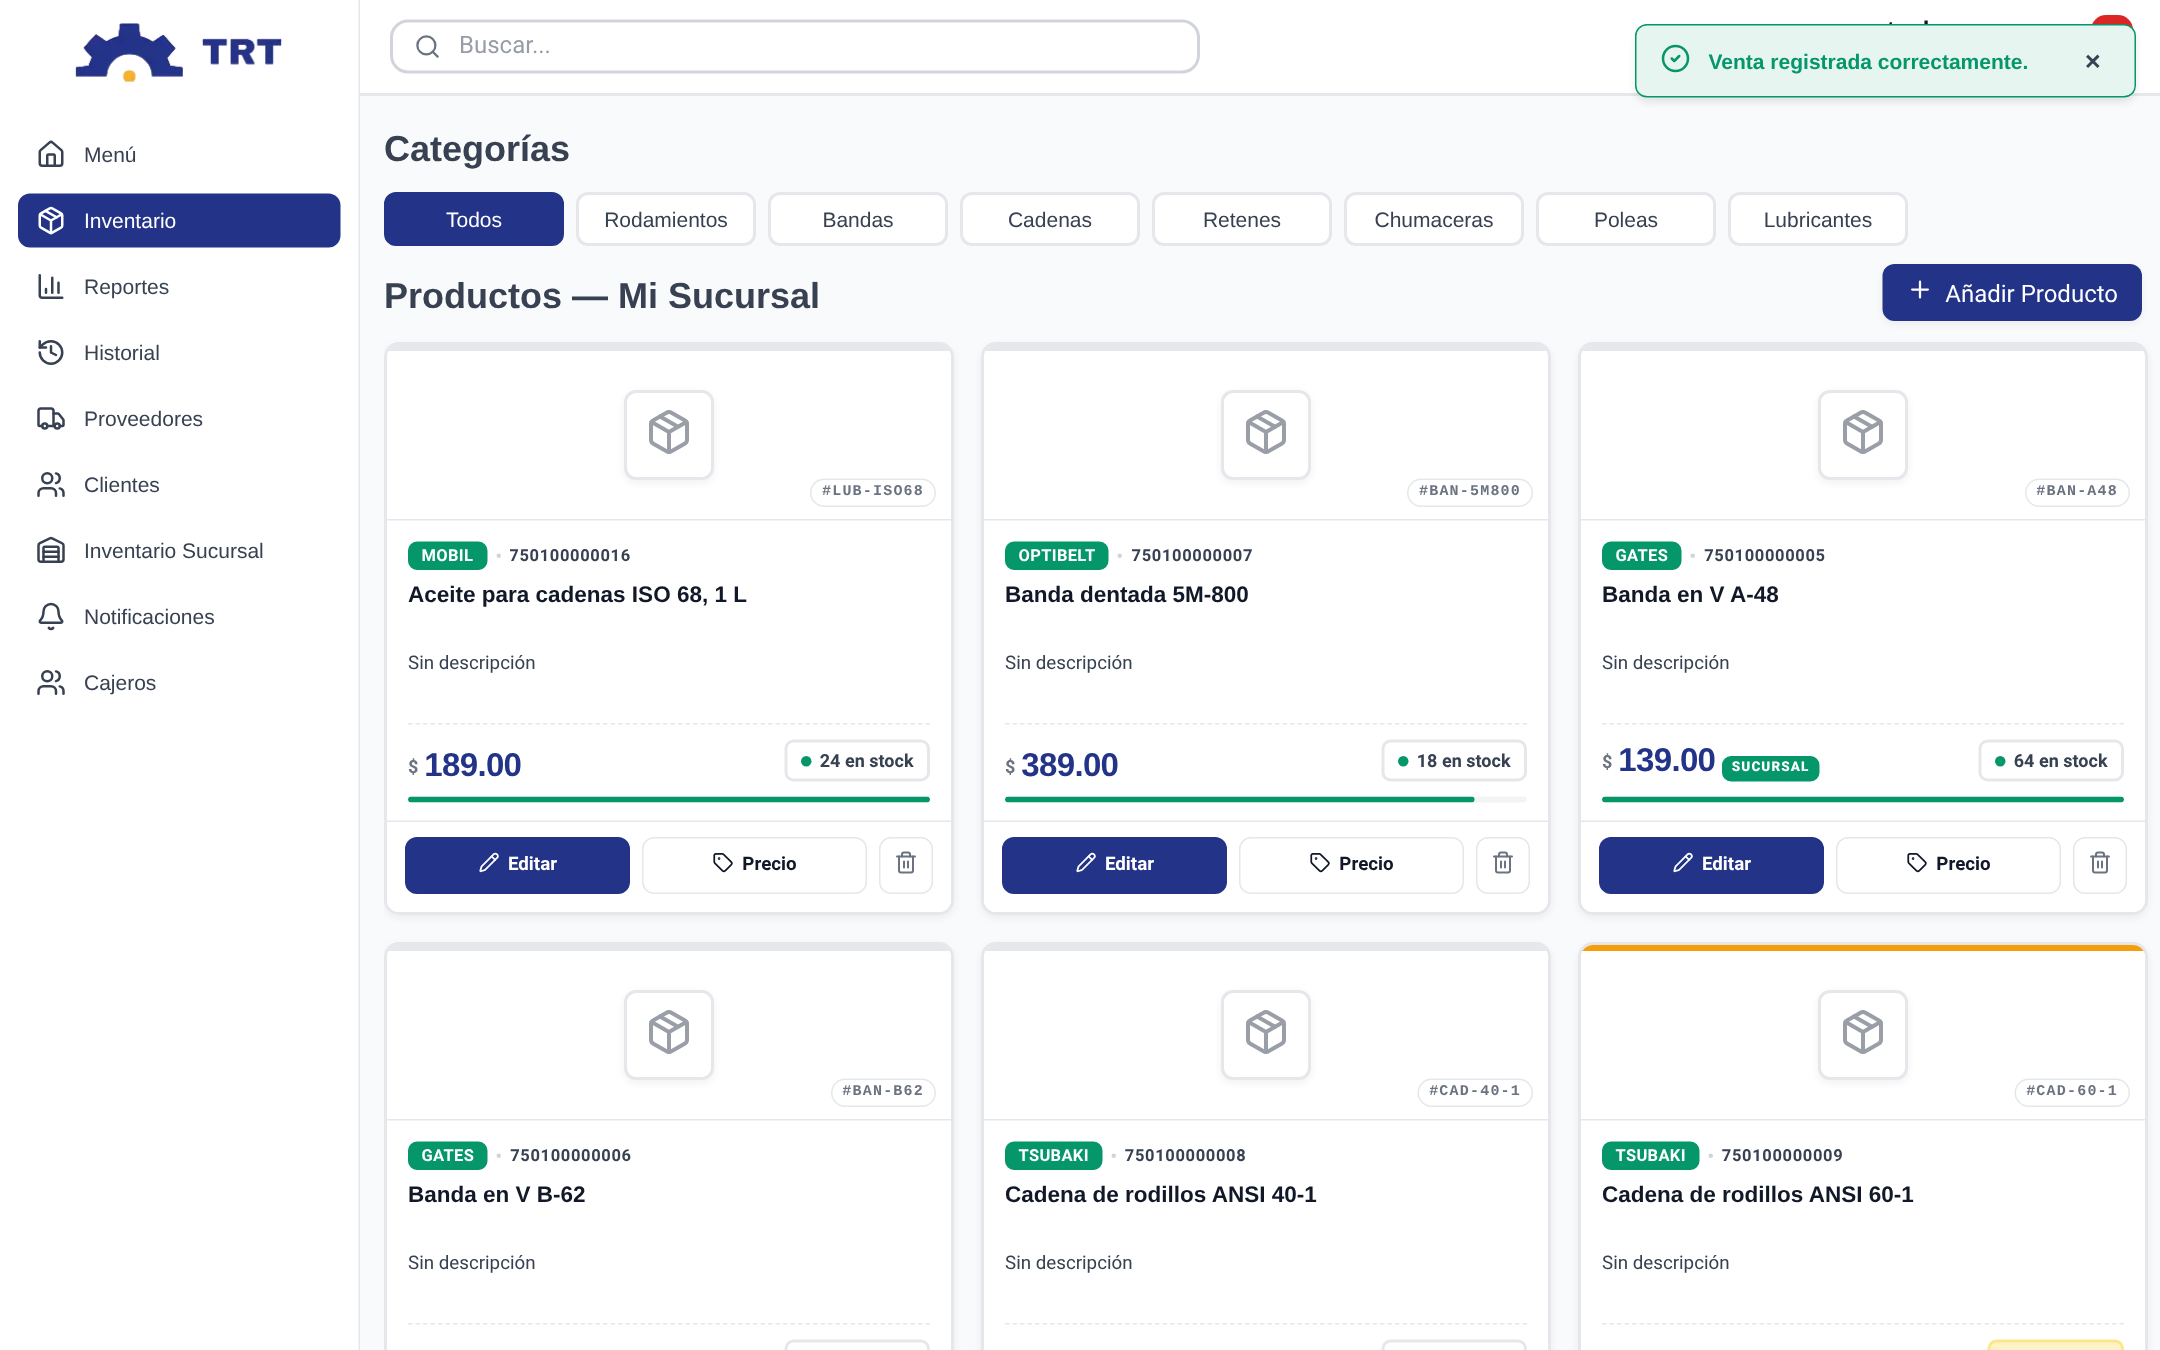 TRT
Buscar...
Venta registrada correctamente.
Menú
Inventario
Reportes
Historial
Proveedores
Clientes
Inventario Sucursal
Notificaciones
Cajeros
Categorías
Todos
Rodamientos
Bandas
Cadenas
Retenes
Chumaceras
Poleas
Lubricantes
Productos — Mi Sucursal
Añadir Producto
#LUB-ISO68
MOBIL • 750100000016
Aceite para cadenas ISO 68, 1 L
Sin descripción
$ 189.00
24 en stock
Editar
Precio
#BAN-5M800
OPTIBELT • 750100000007
Banda dentada 5M-800
Sin descripción
$ 389.00
18 en stock
Editar
Precio
#BAN-A48
GATES • 750100000005
Banda en V A-48
Sin descripción
$ 139.00 SUCURSAL
64 en stock
Editar
Precio
#BAN-B62
GATES • 750100000006
Banda en V B-62
Sin descripción
#CAD-40-1
TSUBAKI • 750100000008
Cadena de rodillos ANSI 40-1
Sin descripción
#CAD-60-1
TSUBAKI • 750100000009
Cadena de rodillos ANSI 60-1
Sin descripción